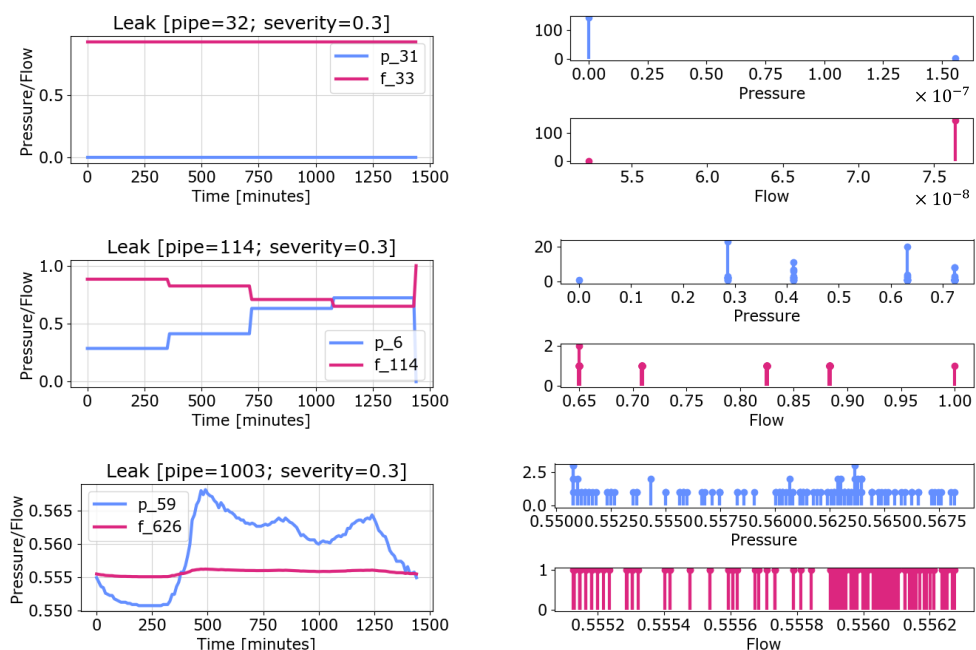 Leak [pipe=32; severity=0.3]
Pressure/Flow
0.5
0.0
p_31
f_33
0 250 500 750 1000 1250 1500
Time [minutes]
100
0
0.00 0.25 0.50 0.75 1.00 1.25 1.50
Pressure
× 10⁻⁷
100
0
5.5 6.0 6.5 7.0 7.5
Flow
× 10⁻⁸
Leak [pipe=114; severity=0.3]
Pressure/Flow
1.0
0.5
0.0
p_6
f_114
0 250 500 750 1000 1250 1500
Time [minutes]
20
0
0.0 0.1 0.2 0.3 0.4 0.5 0.6 0.7
Pressure
2
0
0.65 0.70 0.75 0.80 0.85 0.90 0.95 1.00
Flow
Leak [pipe=1003; severity=0.3]
Pressure/Flow
0.565
0.560
0.555
0.550
p_59
f_626
0 250 500 750 1000 1250 1500
Time [minutes]
2.5
0.0
0.5500 0.5525 0.5550 0.5575 0.5600 0.5625 0.5650 0.5675
Pressure
1
0
0.5552 0.5554 0.5556 0.5558 0.5560 0.5562
Flow